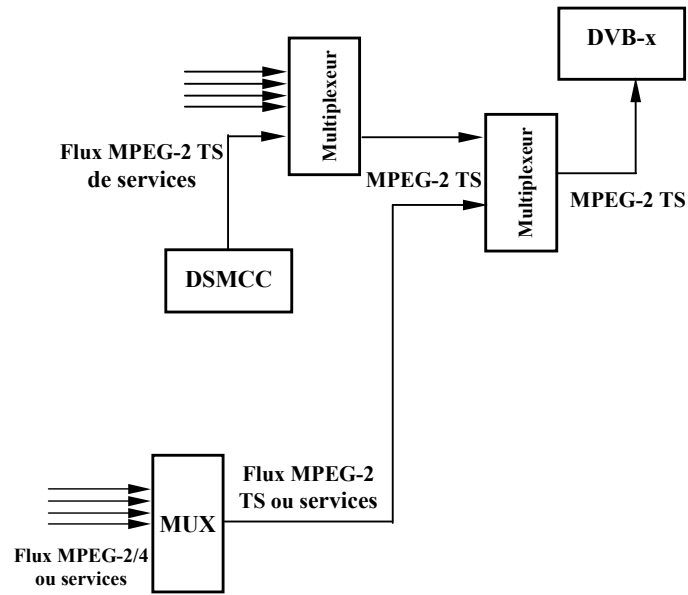 DVB-x
Multiplexeur
Flux MPEG-2 TS
de services
MPEG-2 TS
Multiplexeur
MPEG-2 TS
DSMCC
Flux MPEG-2
TS ou services
MUX
Flux MPEG-2/4
ou services